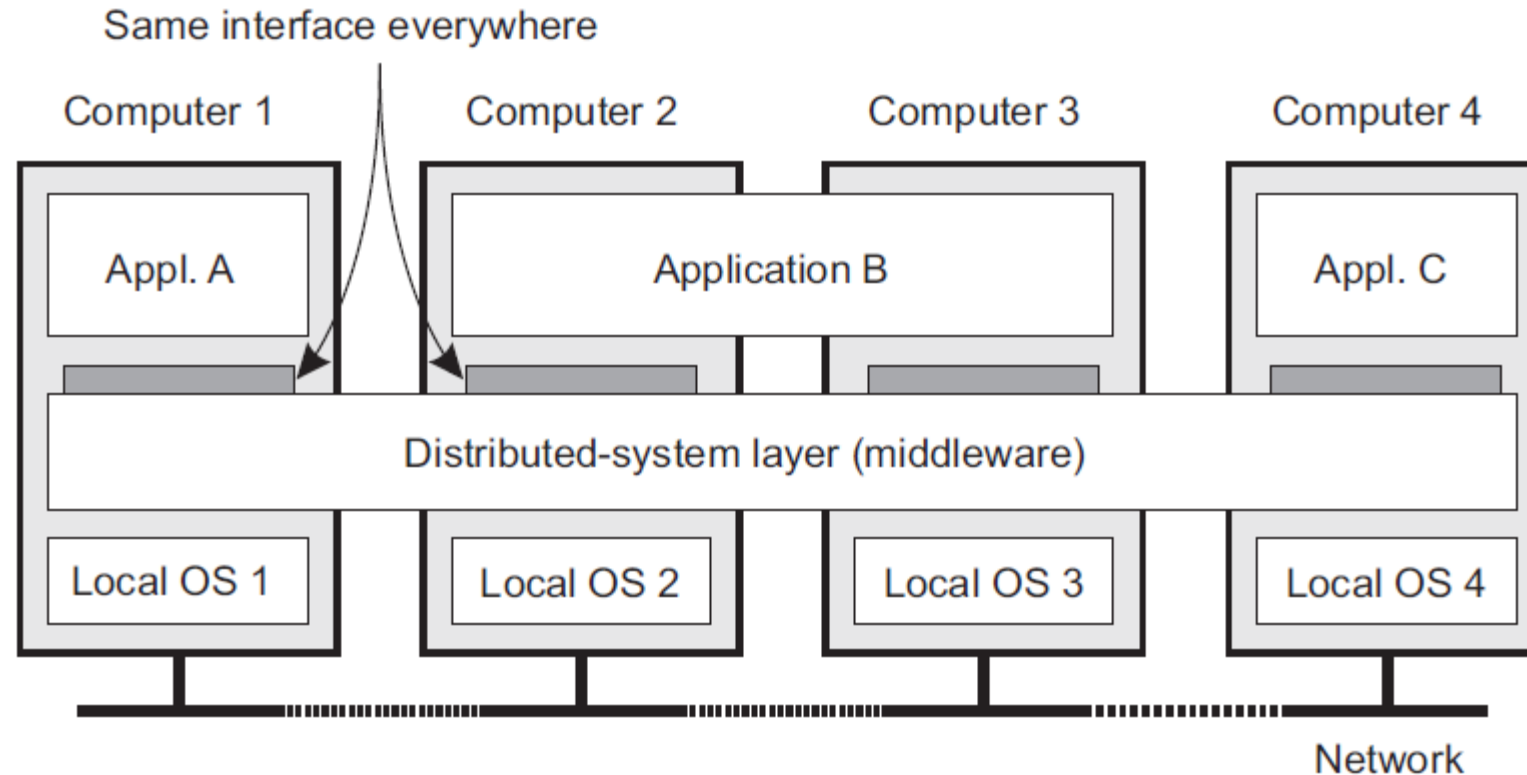 Same interface everywhere
Computer 1
Computer 2
Computer 3
Computer 4
Appl. A
Application B
Appl. C
Distributed-system layer (middleware)
Local OS 1
Local OS 2
Local OS 3
Local OS 4
Network